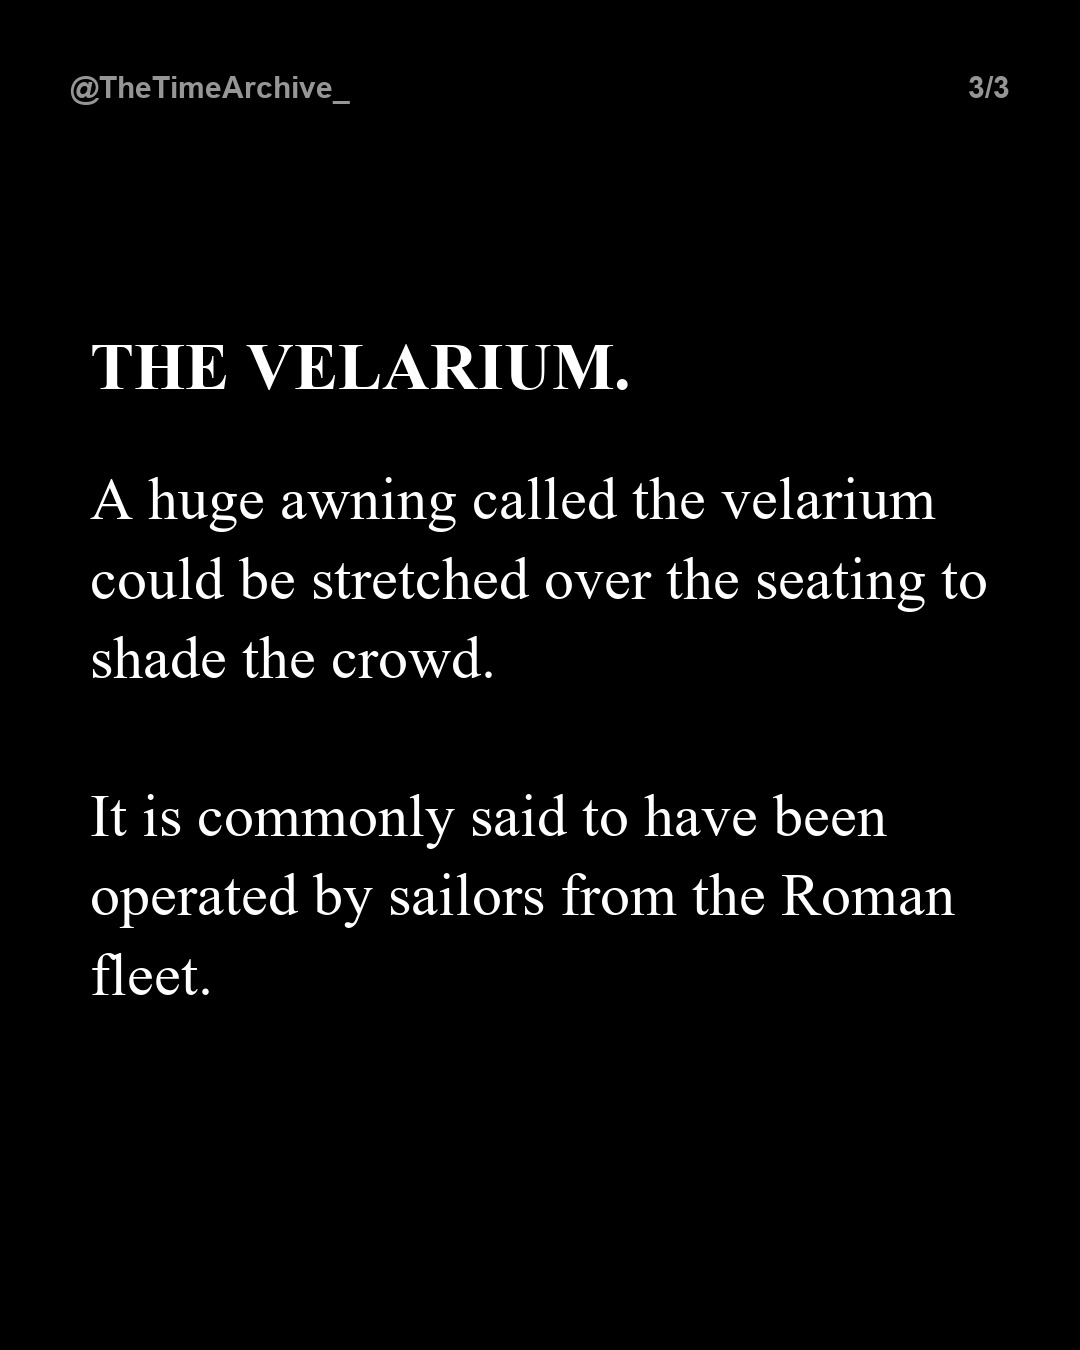 @TheTimeArchive_
3/3
THE VELARIUM.
A huge awning called the velarium
could be stretched over the seating to
shade the crowd.
It is commonly said to have been
operated by sailors from the Roman
fleet.